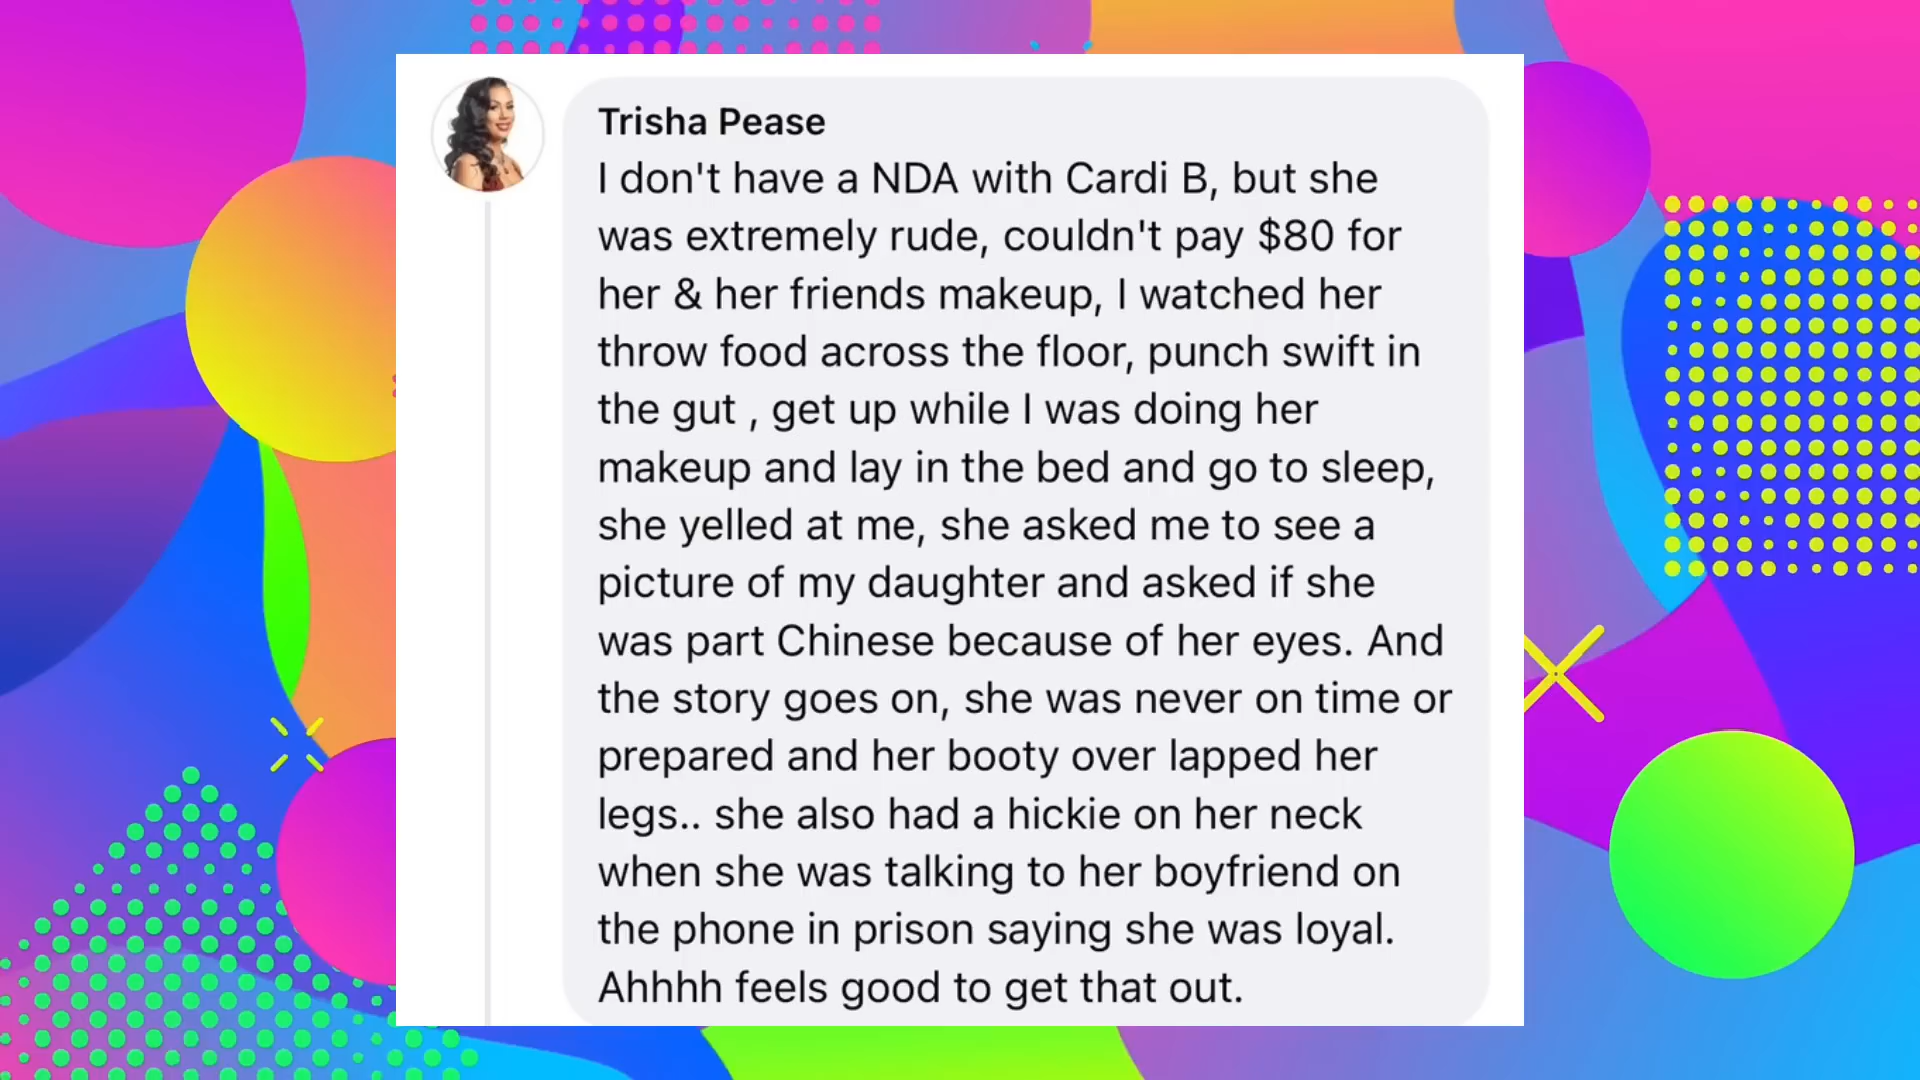 Trisha Pease
I don't have a NDA with Cardi B, but she
was extremely rude, couldn't pay $80 for
her & her friends makeup, I watched her
throw food across the floor, punch swift in
the gut , get up while I was doing her
makeup and lay in the bed and go to sleep,
she yelled at me, she asked me to see a
picture of my daughter and asked if she
was part Chinese because of her eyes. And
the story goes on, she was never on time or
prepared and her booty over lapped her
legs.. she also had a hickie on her neck
when she was talking to her boyfriend on
the phone in prison saying she was loyal.
Ahhhh feels good to get that out.